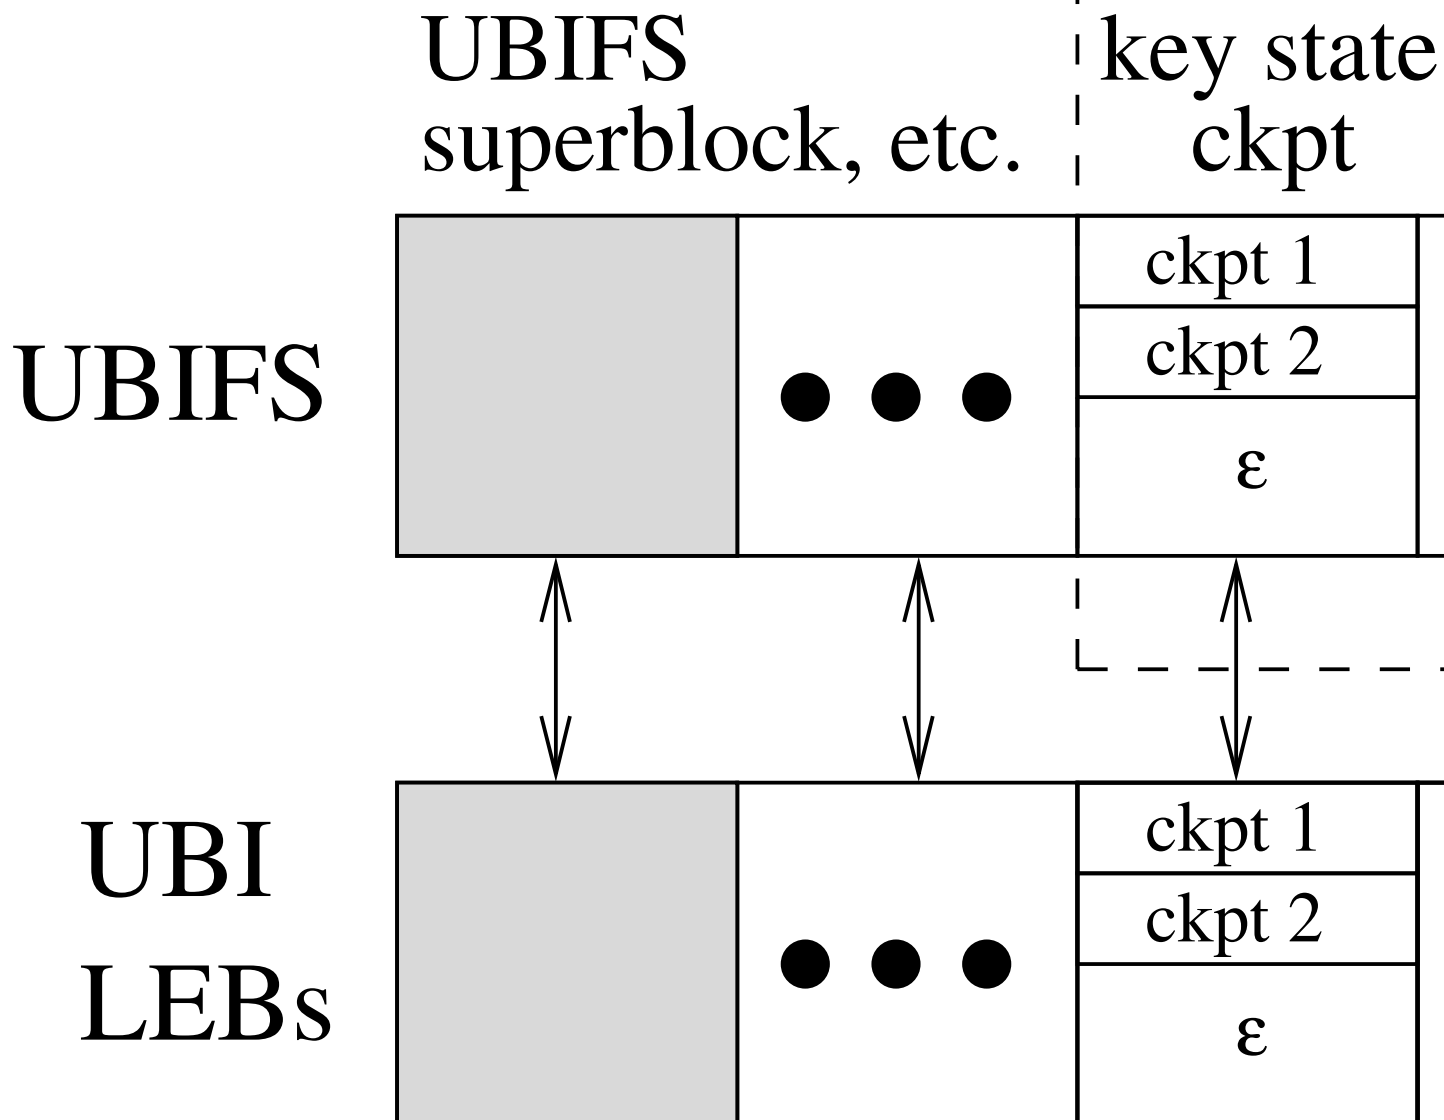 UBIFS
superblock, etc.
key state
ckpt
UBIFS
ckpt 1
ckpt 2
ε
UBI
LEBs
ckpt 1
ckpt 2
ε